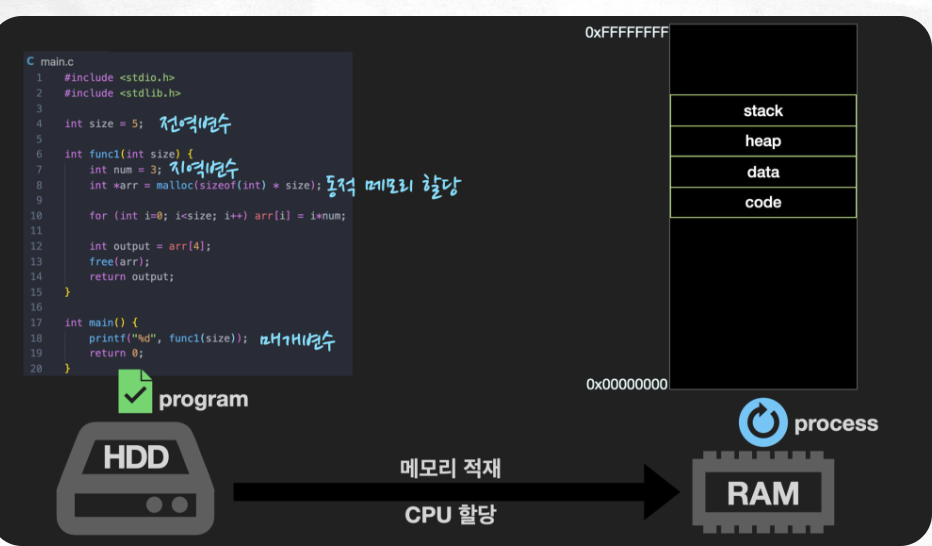 C main.c
1 #include <stdio.h>
2 #include <stdlib.h>
3
4 int size = 5; 전역변수
5
6 int func1(int size) {
7 int num = 3; 지역변수
8 int *arr = malloc(sizeof(int) * size); 동적 메모리 할당
9
10 for (int i=0; i<size; i++) arr[i] = i*num;
11
12 int output = arr[4];
13 free(arr);
14 return output;
15 }
16
17 int main() {
18 printf("%d", func1(size)); 매개변수
19 return 0;
20 }
program
HDD
메모리 적재
CPU 할당
0xFFFFFFFF
stack
heap
data
code
0x00000000
process
RAM